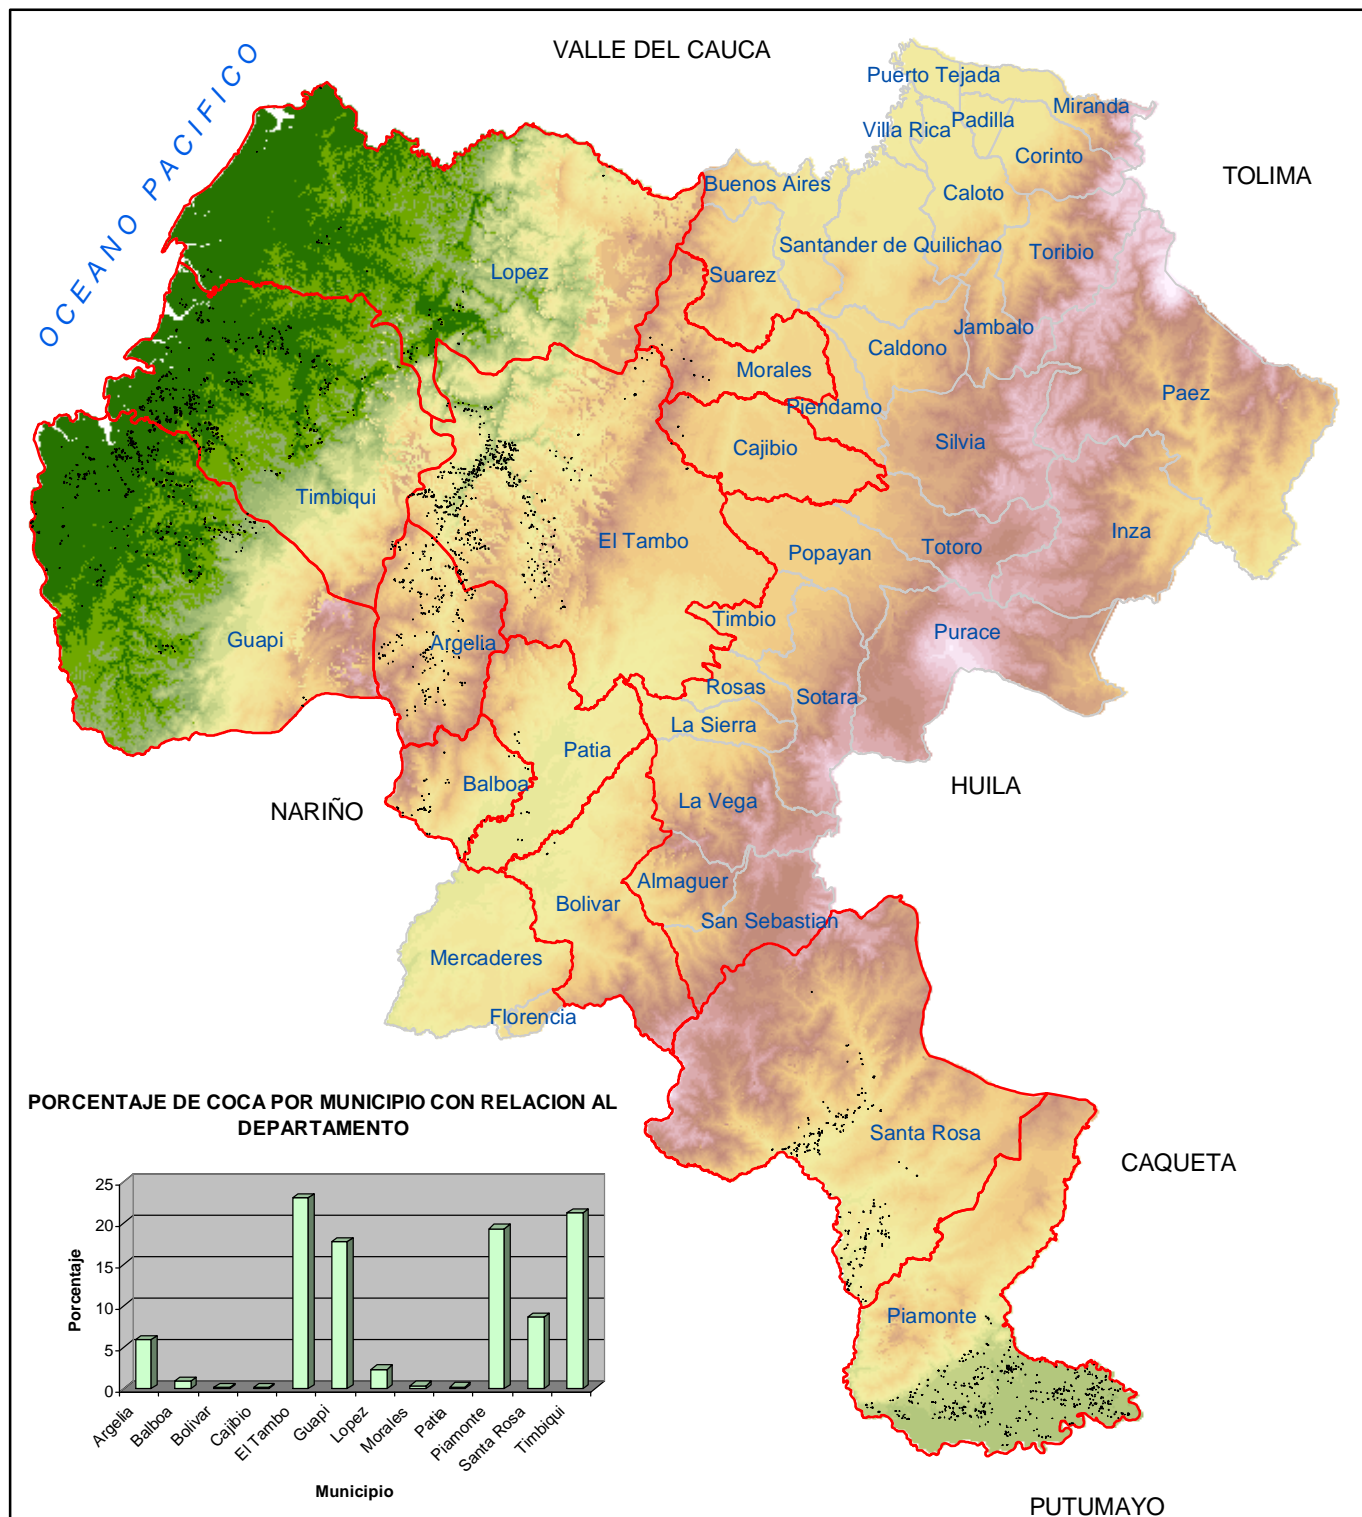 VALLE DEL CAUCA
OCEANO PACIFICO
Puerto Tejada
Miranda
Padilla
Villa Rica
Corinto
TOLIMA
Buenos Aires
Caloto
Santander de Quilichao
Toribio
Lopez
Suarez
Jambalo
Caldono
Morales
Paez
Piendamo
Cajibio
Silvia
Timbiqui
El Tambo
Popayan
Totoro
Inza
Timbio
Guapi
Argelia
Purace
Rosas
Sotara
La Sierra
Patia
Balboa
La Vega
HUILA
NARIÑO
Almaguer
Bolivar
San Sebastian
Mercaderes
Florencia
Santa Rosa
CAQUETA
Piamonte
PUTUMAYO
PORCENTAJE DE COCA POR MUNICIPIO CON RELACION AL
DEPARTAMENTO
Porcentaje
25
20
15
10
5
0
Argelia
Balboa
Bolivar
Cajibio
El Tambo
Guapi
Lopez
Morales
Patia
Piamonte
Santa Rosa
Timbiqui
Municipio